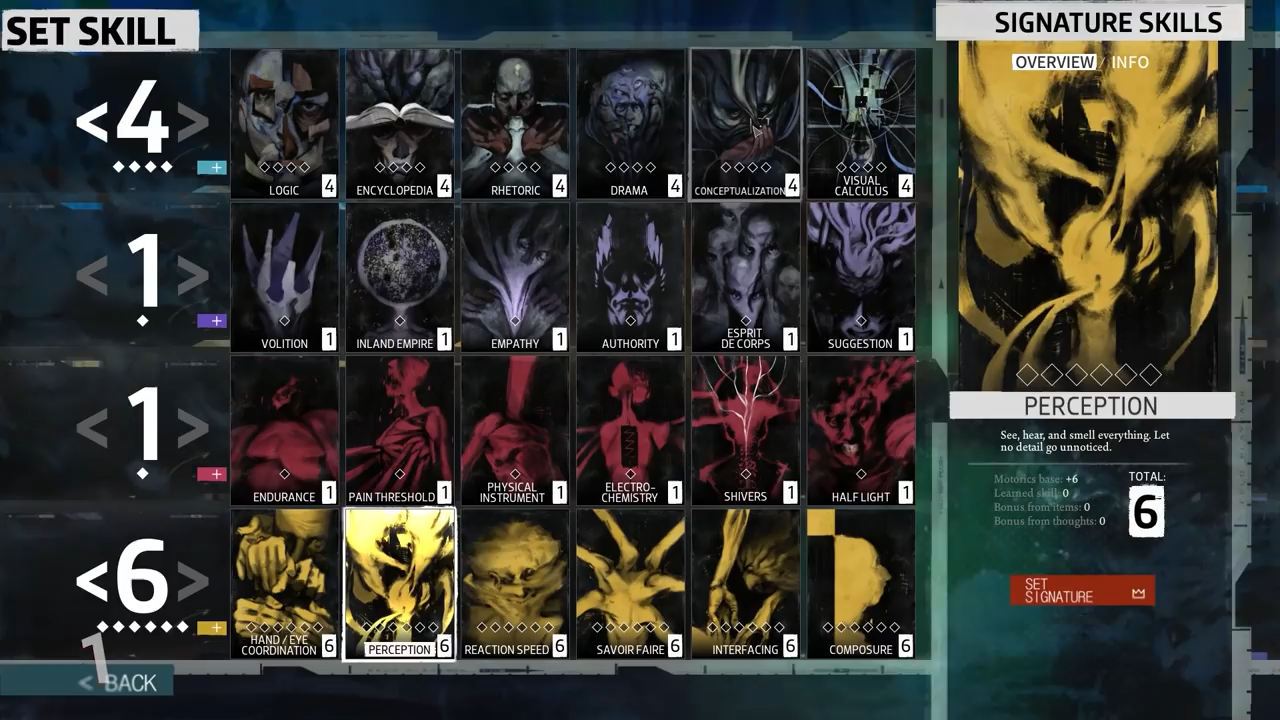 SET SKILL
SIGNATURE SKILLS
OVERVIEW / INFO
<4>
LOGIC 4
ENCYCLOPEDIA 4
RHETORIC 4
DRAMA 4
CONCEPTUALIZATION 4
VISUAL
CALCULUS 4
<1>
VOLITION 1
INLAND EMPIRE 1
EMPATHY 1
AUTHORITY 1
ESPRIT
DE CORPS 1
SUGGESTION 1
<1>
ENDURANCE 1
PAIN THRESHOLD 1
PHYSICAL
INSTRUMENT 1
ELECTRO-
CHEMISTRY 1
SHIVERS 1
HALF LIGHT 1
<6>
HAND / EYE
COORDINATION 6
PERCEPTION 6
REACTION SPEED 6
SAVOIR FAIRE 6
INTERFACING 6
COMPOSURE 6
1
< BACK
PERCEPTION
See, hear, and smell everything. Let
no detail go unnoticed.
Motorics base: +6
Learned skill: 0
Bonus from items: 0
Bonus from thoughts: 0
TOTAL:
6
SET
SIGNATURE